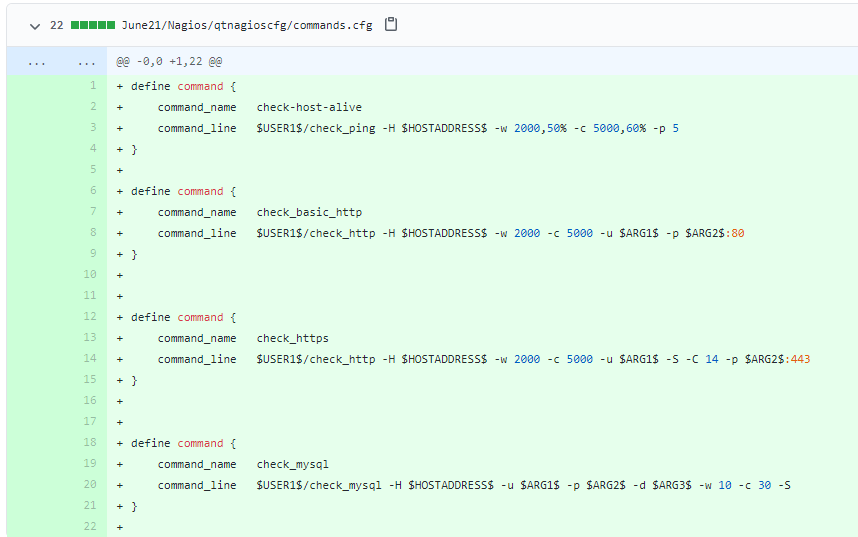 22 June21/Nagios/qtnagioscfg/commands.cfg
... ... @@ -0,0 +1,22 @@
1 + define command {
2 +     command_name   check-host-alive
3 +     command_line   $USER1$/check_ping -H $HOSTADDRESS$ -w 2000,50% -c 5000,60% -p 5
4 + }
5 +
6 + define command {
7 +     command_name   check_basic_http
8 +     command_line   $USER1$/check_http -H $HOSTADDRESS$ -w 2000 -c 5000 -u $ARG1$ -p $ARG2$:80
9 + }
10 +
11 +
12 + define command {
13 +     command_name   check_https
14 +     command_line   $USER1$/check_http -H $HOSTADDRESS$ -w 2000 -c 5000 -u $ARG1$ -S -C 14 -p $ARG2$:443
15 + }
16 +
17 +
18 + define command {
19 +     command_name   check_mysql
20 +     command_line   $USER1$/check_mysql -H $HOSTADDRESS$ -u $ARG1$ -p $ARG2$ -d $ARG3$ -w 10 -c 30 -S
21 + }
22 +